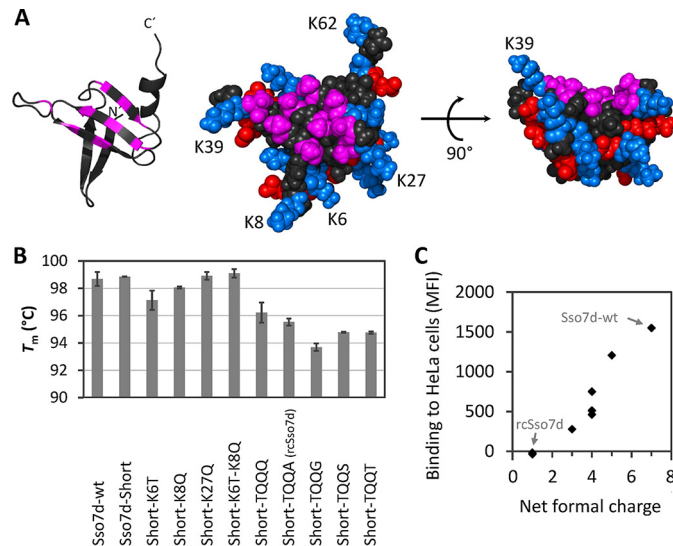 A
C´
N´
K62
K39
K39
90°
K27
K8
K6
B
100
98
96
94
92
90
Tm (°C)
Sso7d-wt
Sso7d-Short
Short-K6T
Short-K8Q
Short-K27Q
Short-K6T-K8Q
Short-TQQQ
Short-TQQA (rcSso7d)
Short-TQQG
Short-TQQS
Short-TQQT
C
Binding to HeLa cells (MFI)
2000
1500
1000
500
0
Sso7d-wt
rcSso7d
0 2 4 6 8
Net formal charge